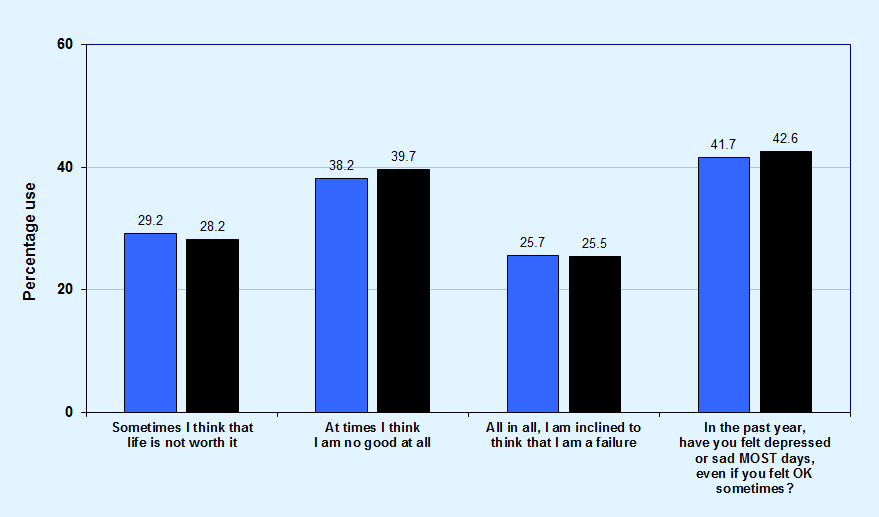 60
40
20
0
Percentage use
29.2
28.2
38.2
39.7
25.7
25.5
41.7
42.6
Sometimes I think that
life is not worth it
At times I think
I am no good at all
All in all, I am inclined to
think that I am a failure
In the past year,
have you felt depressed
or sad MOST days,
even if you felt OK
sometimes?